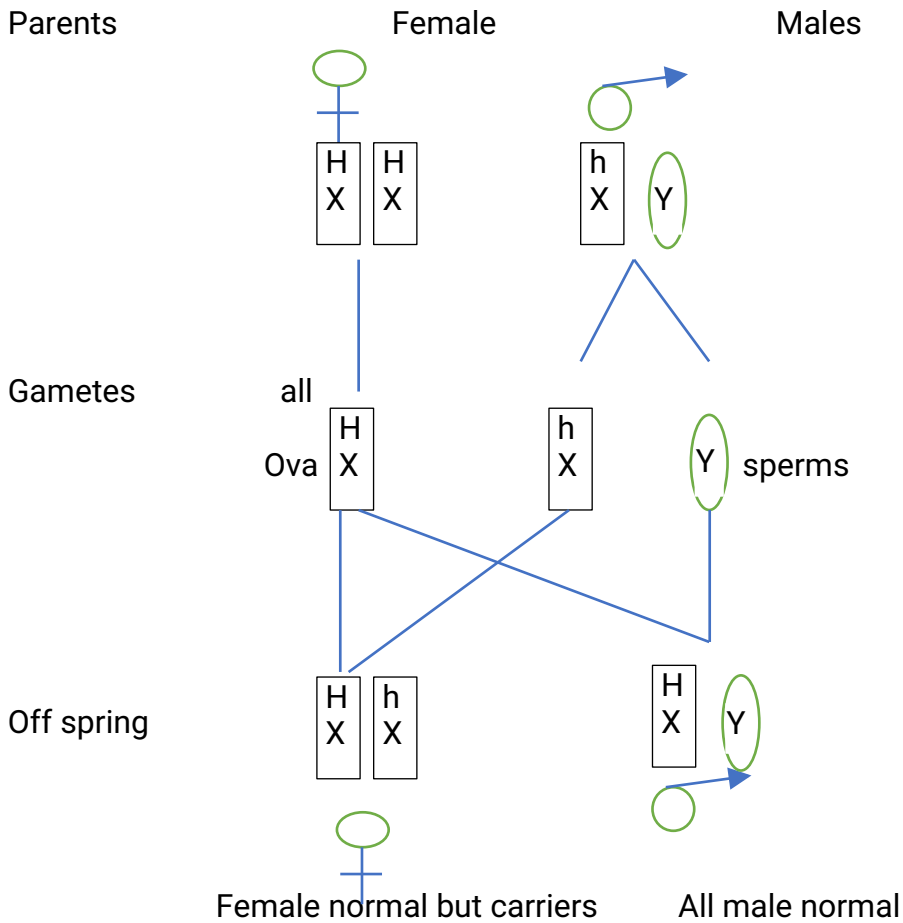 Parents Female Males
H H h
X X X Y
Gametes all
H h
Ova X X Y sperms
H h H
Off spring X X X Y
Female normal but carriers All male normal